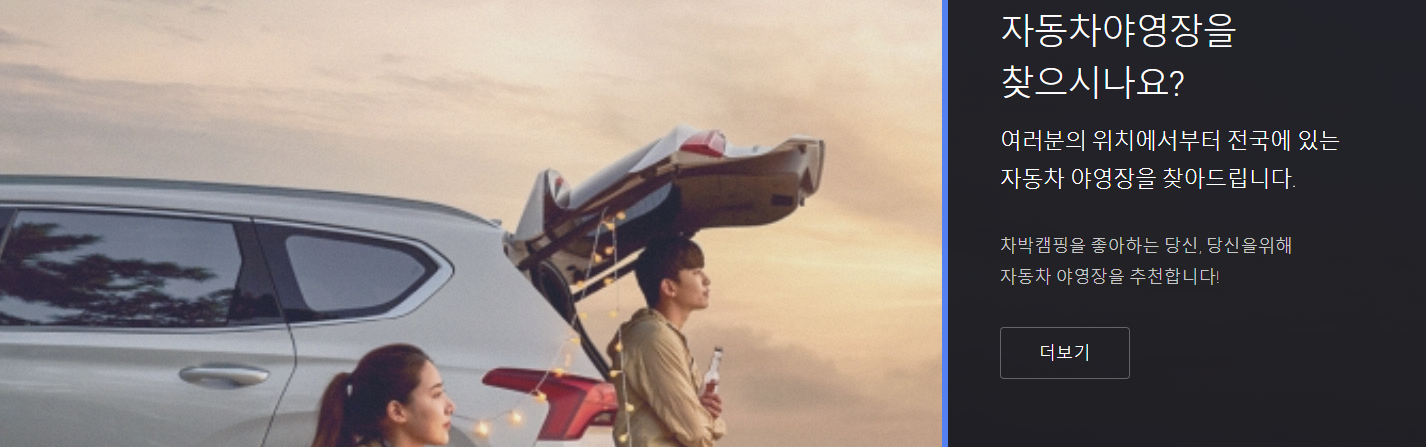 자동차야영장을
찾으시나요?
여러분의 위치에서부터 전국에 있는
자동차 야영장을 찾아드립니다.
차박캠핑을 좋아하는 당신, 당신을위해
자동차 야영장을 추천합니다!
더보기